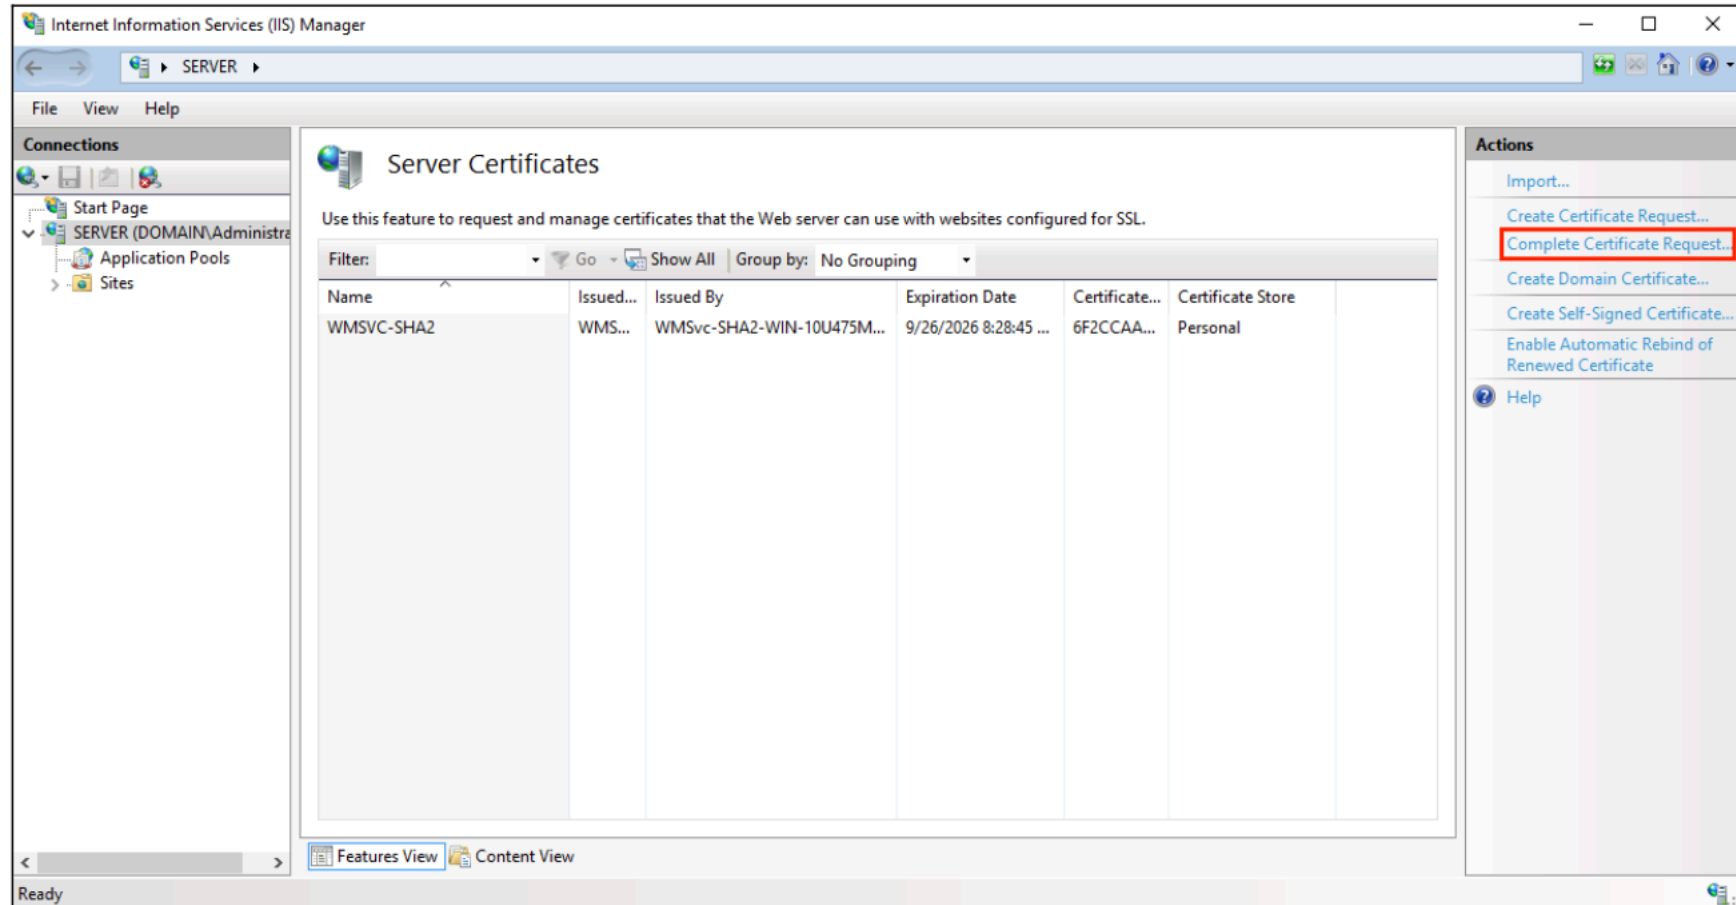 Internet Information Services (IIS) Manager
SERVER
File View Help
Connections
Start Page
SERVER (DOMAIN\Administra
Application Pools
Sites
Server Certificates
Use this feature to request and manage certificates that the Web server can use with websites configured for SSL.
Filter: Go Show All Group by: No Grouping
Name Issued... Issued By Expiration Date Certificate... Certificate Store
WMSVC-SHA2 WMS... WMSvc-SHA2-WIN-10U475M... 9/26/2026 8:28:45 ... 6F2CCAA... Personal
Features View Content View
Actions
Import...
Create Certificate Request...
Complete Certificate Request...
Create Domain Certificate...
Create Self-Signed Certificate...
Enable Automatic Rebind of
Renewed Certificate
Help
Ready